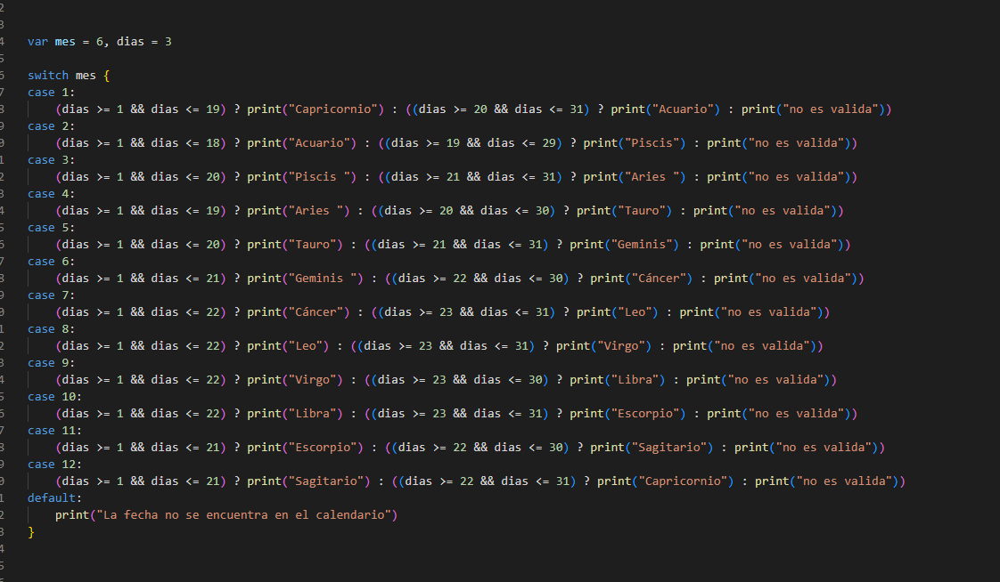 var mes = 6, dias = 3
switch mes {
case 1:
(dias >= 1 && dias <= 19) ? print("Capricornio") : ((dias >= 20 && dias <= 31) ? print("Acuario") : print("no es valida"))
case 2:
(dias >= 1 && dias <= 18) ? print("Acuario") : ((dias >= 19 && dias <= 29) ? print("Piscis") : print("no es valida"))
case 3:
(dias >= 1 && dias <= 20) ? print("Piscis ") : ((dias >= 21 && dias <= 31) ? print("Aries ") : print("no es valida"))
case 4:
(dias >= 1 && dias <= 19) ? print("Aries ") : ((dias >= 20 && dias <= 30) ? print("Tauro") : print("no es valida"))
case 5:
(dias >= 1 && dias <= 20) ? print("Tauro") : ((dias >= 21 && dias <= 31) ? print("Geminis") : print("no es valida"))
case 6:
(dias >= 1 && dias <= 21) ? print("Geminis ") : ((dias >= 22 && dias <= 30) ? print("Cáncer") : print("no es valida"))
case 7:
(dias >= 1 && dias <= 22) ? print("Cáncer") : ((dias >= 23 && dias <= 31) ? print("Leo") : print("no es valida"))
case 8:
(dias >= 1 && dias <= 22) ? print("Leo") : ((dias >= 23 && dias <= 31) ? print("Virgo") : print("no es valida"))
case 9:
(dias >= 1 && dias <= 22) ? print("Virgo") : ((dias >= 23 && dias <= 30) ? print("Libra") : print("no es valida"))
case 10:
(dias >= 1 && dias <= 22) ? print("Libra") : ((dias >= 23 && dias <= 31) ? print("Escorpio") : print("no es valida"))
case 11:
(dias >= 1 && dias <= 21) ? print("Escorpio") : ((dias >= 22 && dias <= 30) ? print("Sagitario") : print("no es valida"))
case 12:
(dias >= 1 && dias <= 21) ? print("Sagitario") : ((dias >= 22 && dias <= 31) ? print("Capricornio") : print("no es valida"))
default:
print("La fecha no se encuentra en el calendario")
}